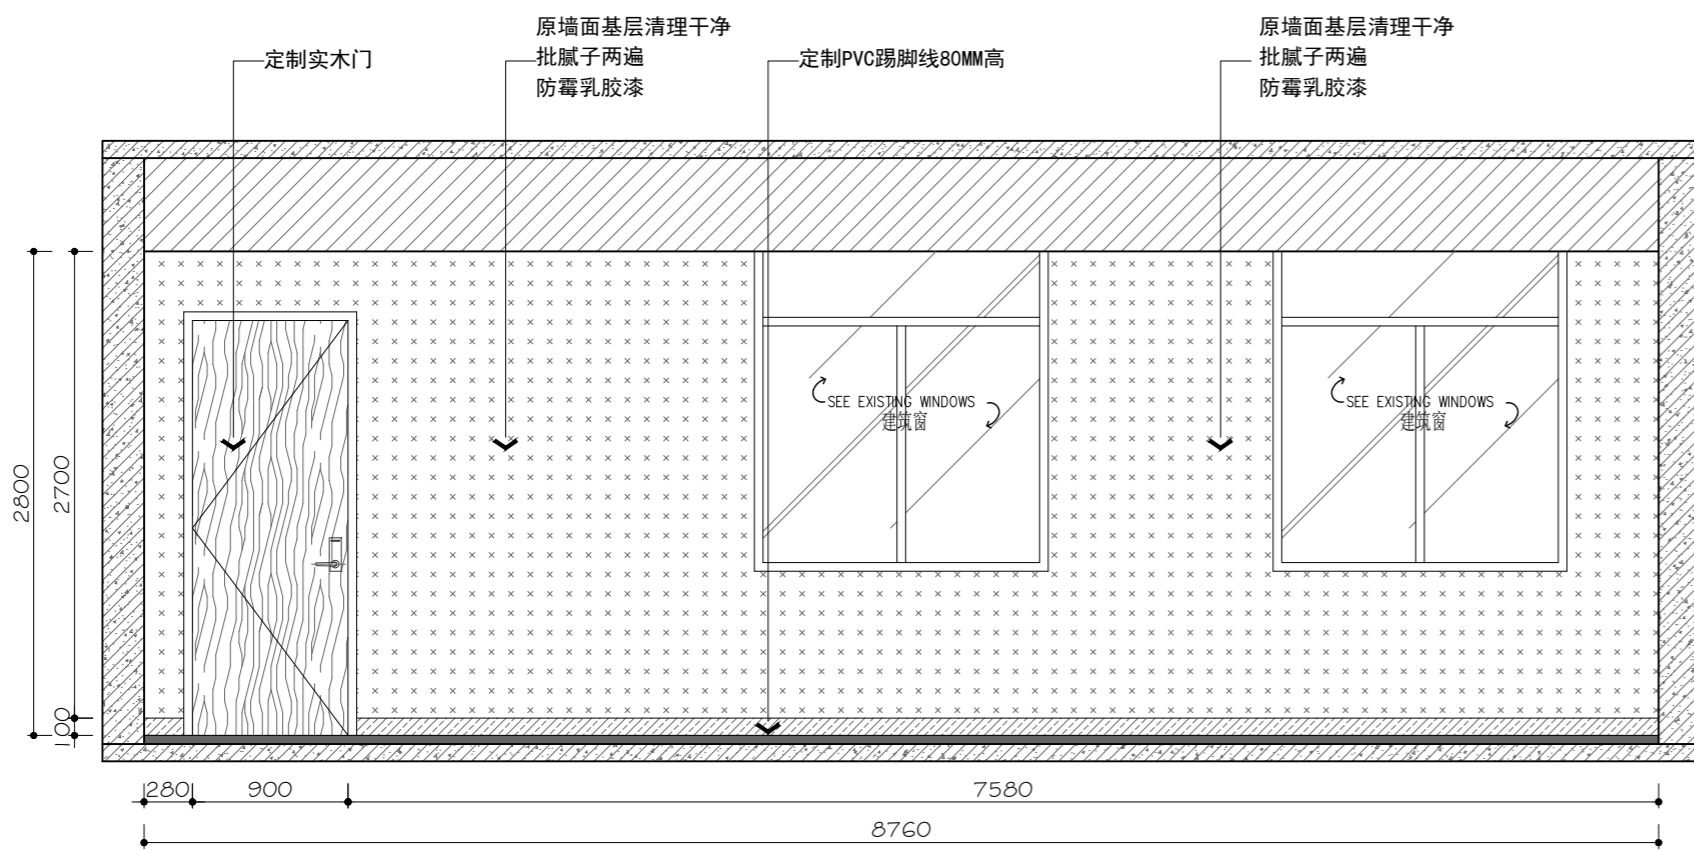 定制实木门
原墙面基层清理干净
批腻子两遍
防霉乳胶漆
定制PVC踢脚线80MM高
原墙面基层清理干净
批腻子两遍
防霉乳胶漆
SEE EXISTING WINDOWS
建筑窗
SEE EXISTING WINDOWS
建筑窗
2800
2700
100
280
900
7580
8760